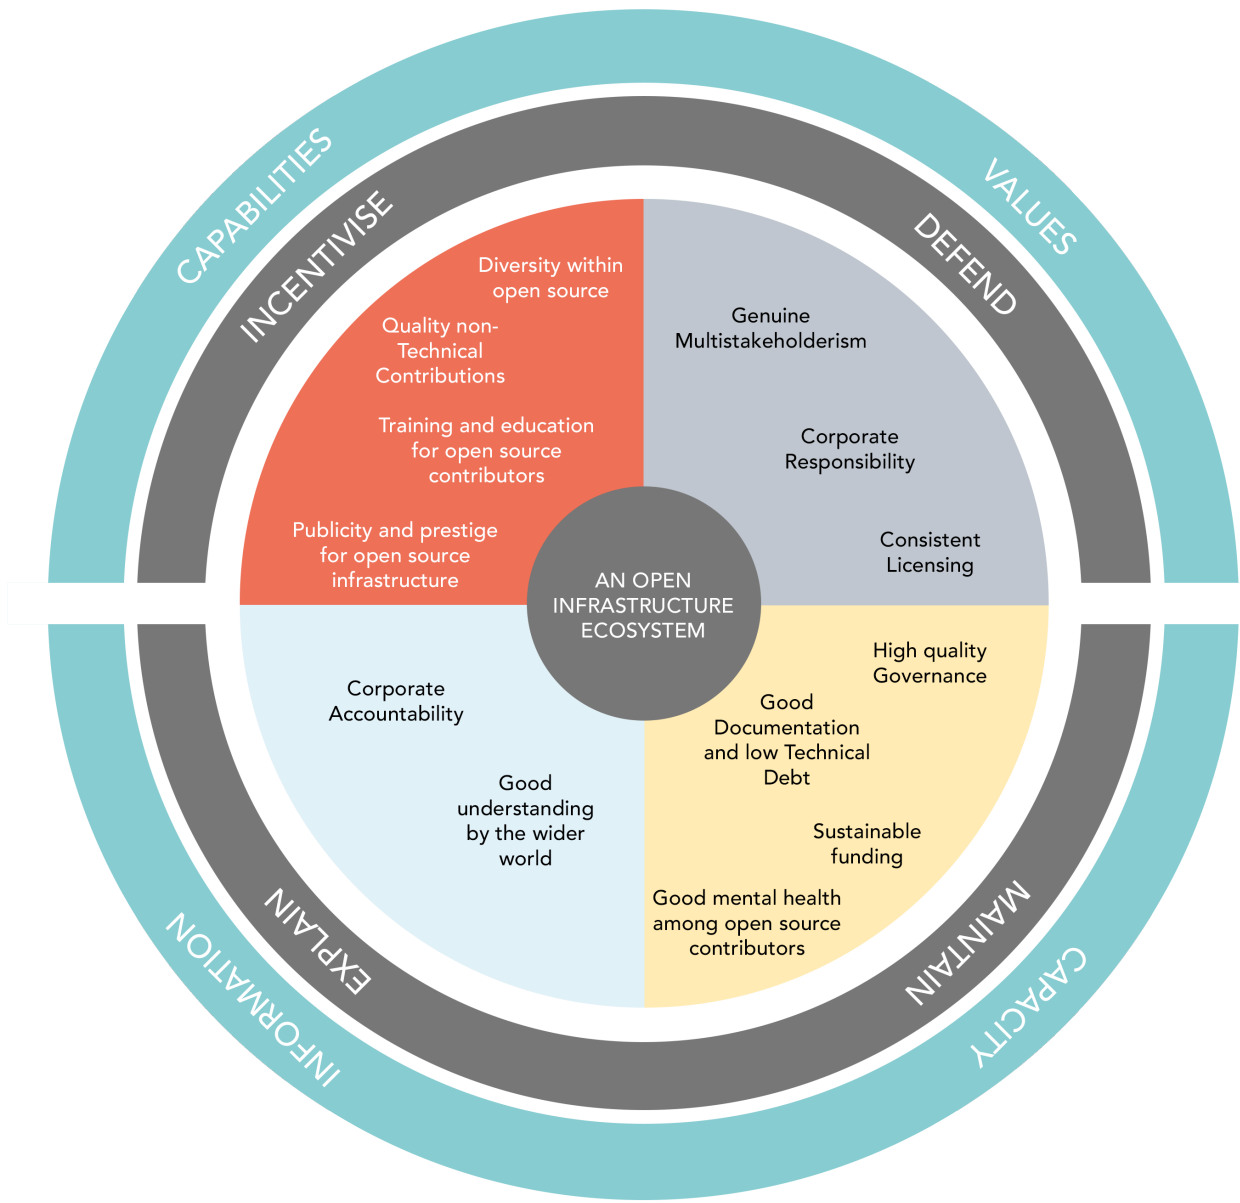 CAPABILITIES
VALUES
INCENTIVISE
DEFEND
Diversity within
open source
Quality non-
Technical
Contributions
Training and education
for open source
contributors
Publicity and prestige
for open source
infrastructure
Genuine
Multistakeholderism
Corporate
Responsibility
Consistent
Licensing
AN OPEN
INFRASTRUCTURE
ECOSYSTEM
Corporate
Accountability
Good
understanding
by the wider
world
High quality
Governance
Good
Documentation
and low Technical
Debt
Sustainable
funding
Good mental health
among open source
contributors
EXPLAIN
MAINTAIN
INFORMATION
CAPACITY